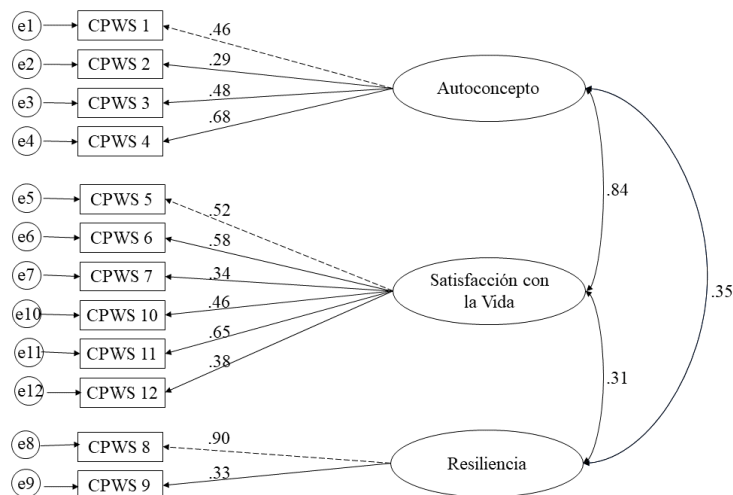 e1 CPWS 1 .46
e2 CPWS 2 .29
e3 CPWS 3 .48
e4 CPWS 4 .68
Autoconcepto
.84
.35
e5 CPWS 5 .52
e6 CPWS 6 .58
e7 CPWS 7 .34
e10 CPWS 10 .46
e11 CPWS 11 .65
e12 CPWS 12 .38
Satisfacción con
la Vida
.31
e8 CPWS 8 .90
e9 CPWS 9 .33
Resiliencia